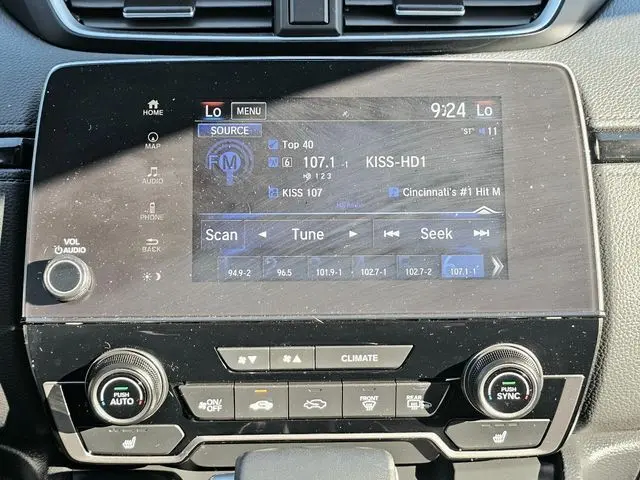 HOME
MAP
AUDIO
PHONE
BACK
VOL
AUDIO
Lo MENU 9:24 Lo
SOURCE
"ST" 11
FM
Top 40
6 107.1 -1 KISS-HD1
1 2 3
KISS 107 Cincinnati's #1 Hit M
HD Radio
Scan Tune Seek
94.9-2 96.5 101.9-1 102.7-1 102.7-2 107.1-1
CLIMATE
PUSH
AUTO
ON/
OFF
FRONT
REAR
PUSH
SYNC